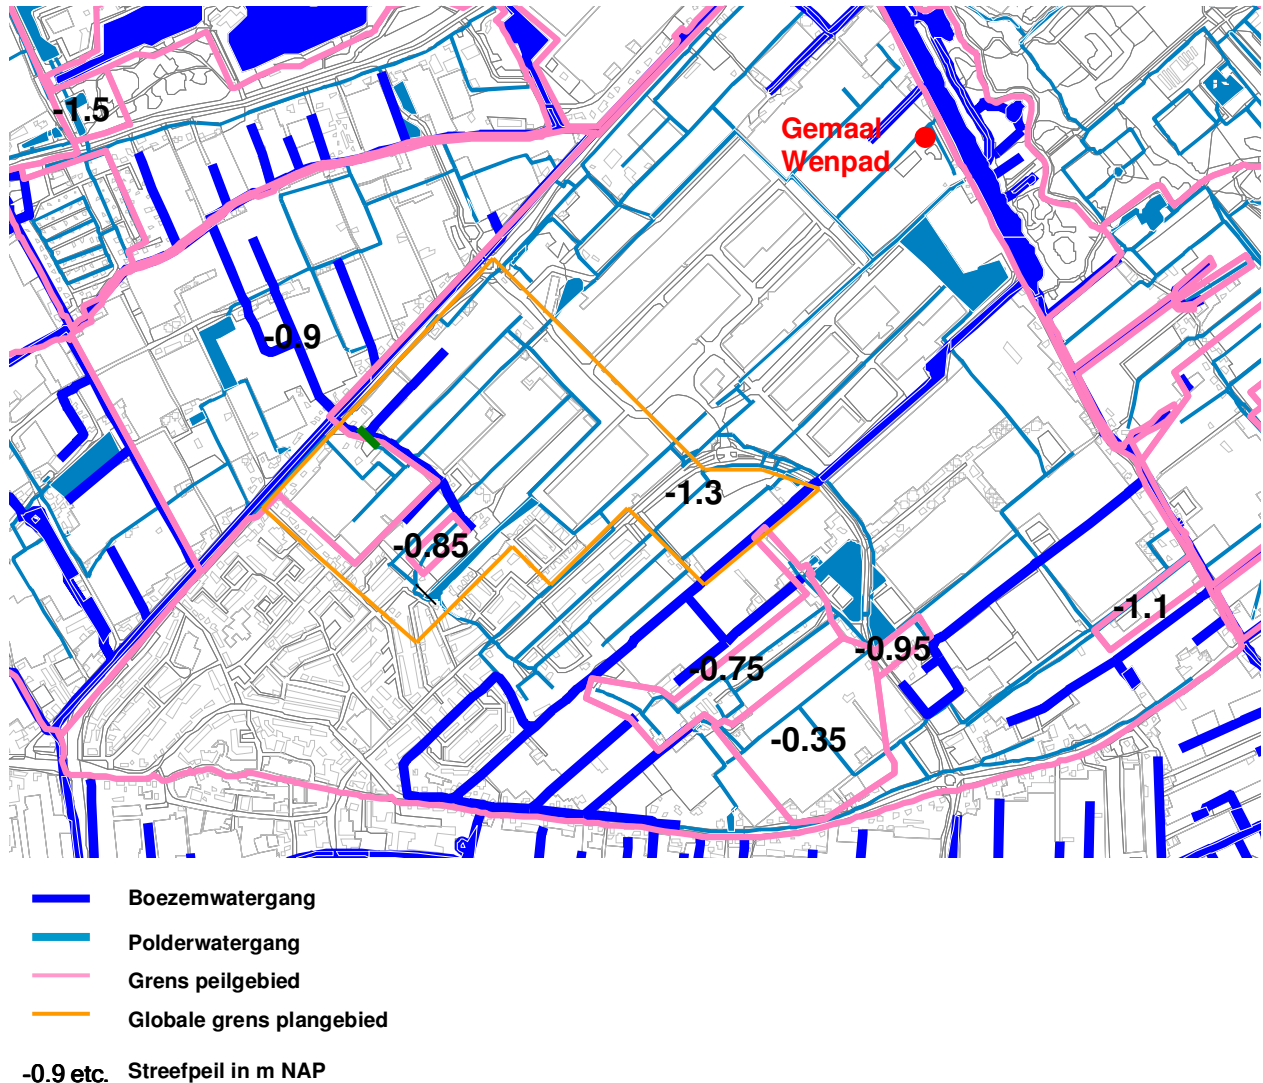 -1.5
Gemaal
Wenpad
-0.9
-1.3
-0.85
-1.1
-0.95
-0.75
-0.35
Boezemwatergang
Polderwatergang
Grens peilgebied
Globale grens plangebied
-0.9 etc. Streefpeil in m NAP